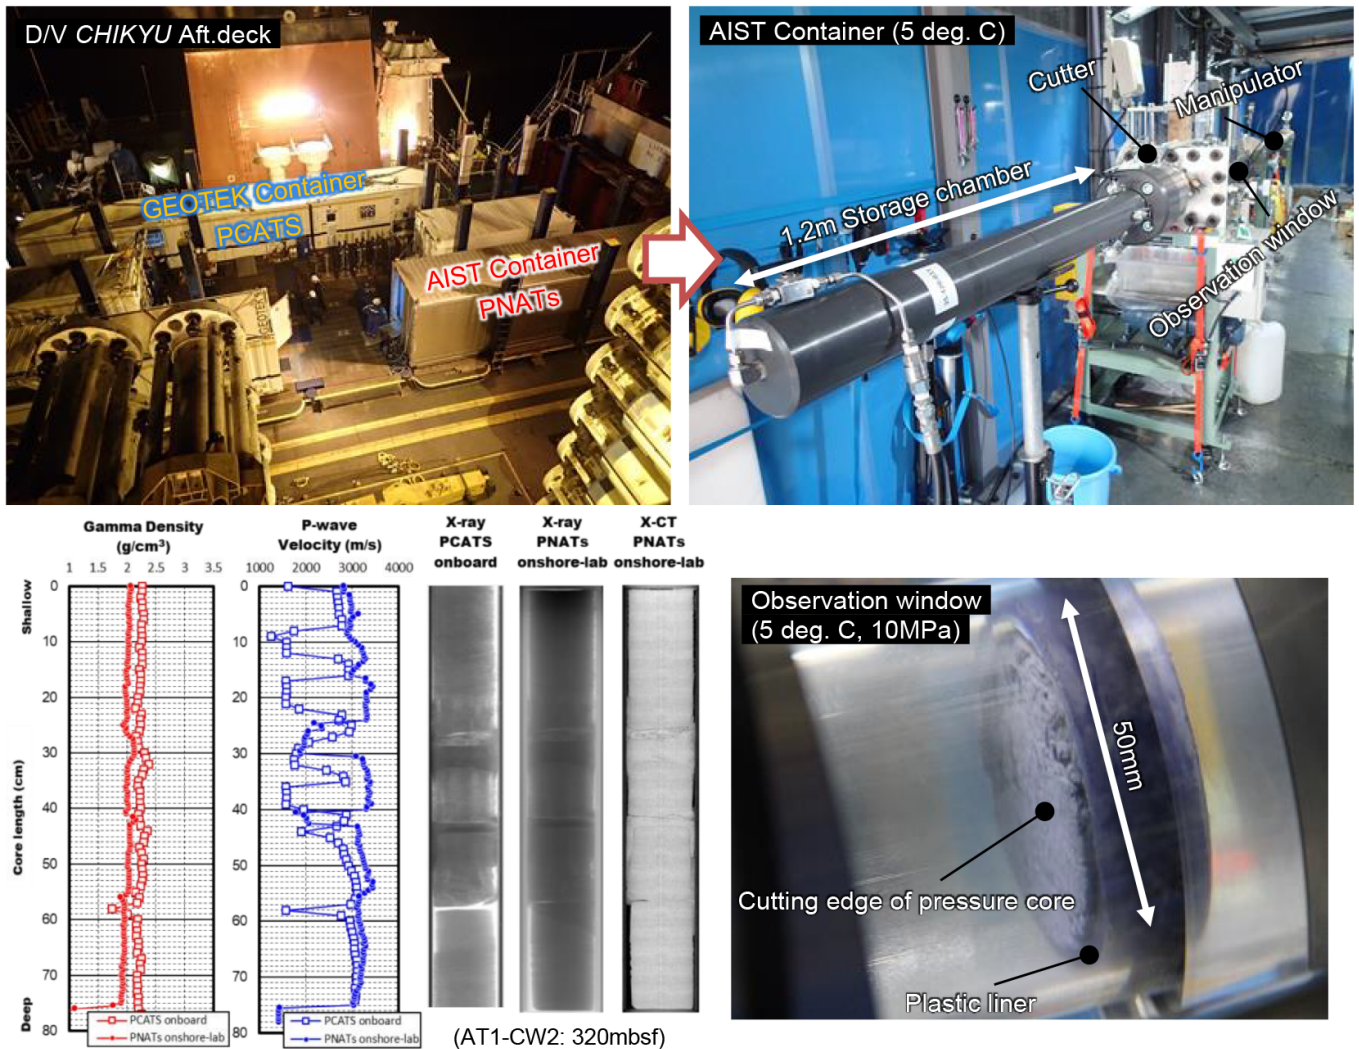 D/V CHIKYU Aft.deck
GEOTEK Container
PCATS
AIST Container
PNATs
GEOTEK
AIST Container (5 deg. C)
Cutter
Manipulator
1.2m Storage chamber
Observation window
Gamma Density
(g/cm³)
1 1.5 2 2.5 3 3.5
P-wave
Velocity (m/s)
1000 2000 3000 4000
X-ray
PCATS
onboard
X-ray
PNATs
onshore-lab
X-CT
PNATs
onshore-lab
Shallow
Core length (cm)
Deep
0
10
20
30
40
50
60
70
80
0
10
20
30
40
50
60
70
80
PCATS onboard
PNATs onshore-lab
PCATS onboard
PNATs onshore-lab
(AT1-CW2: 320mbsf)
Observation window
(5 deg. C, 10MPa)
50mm
Cutting edge of pressure core
Plastic liner